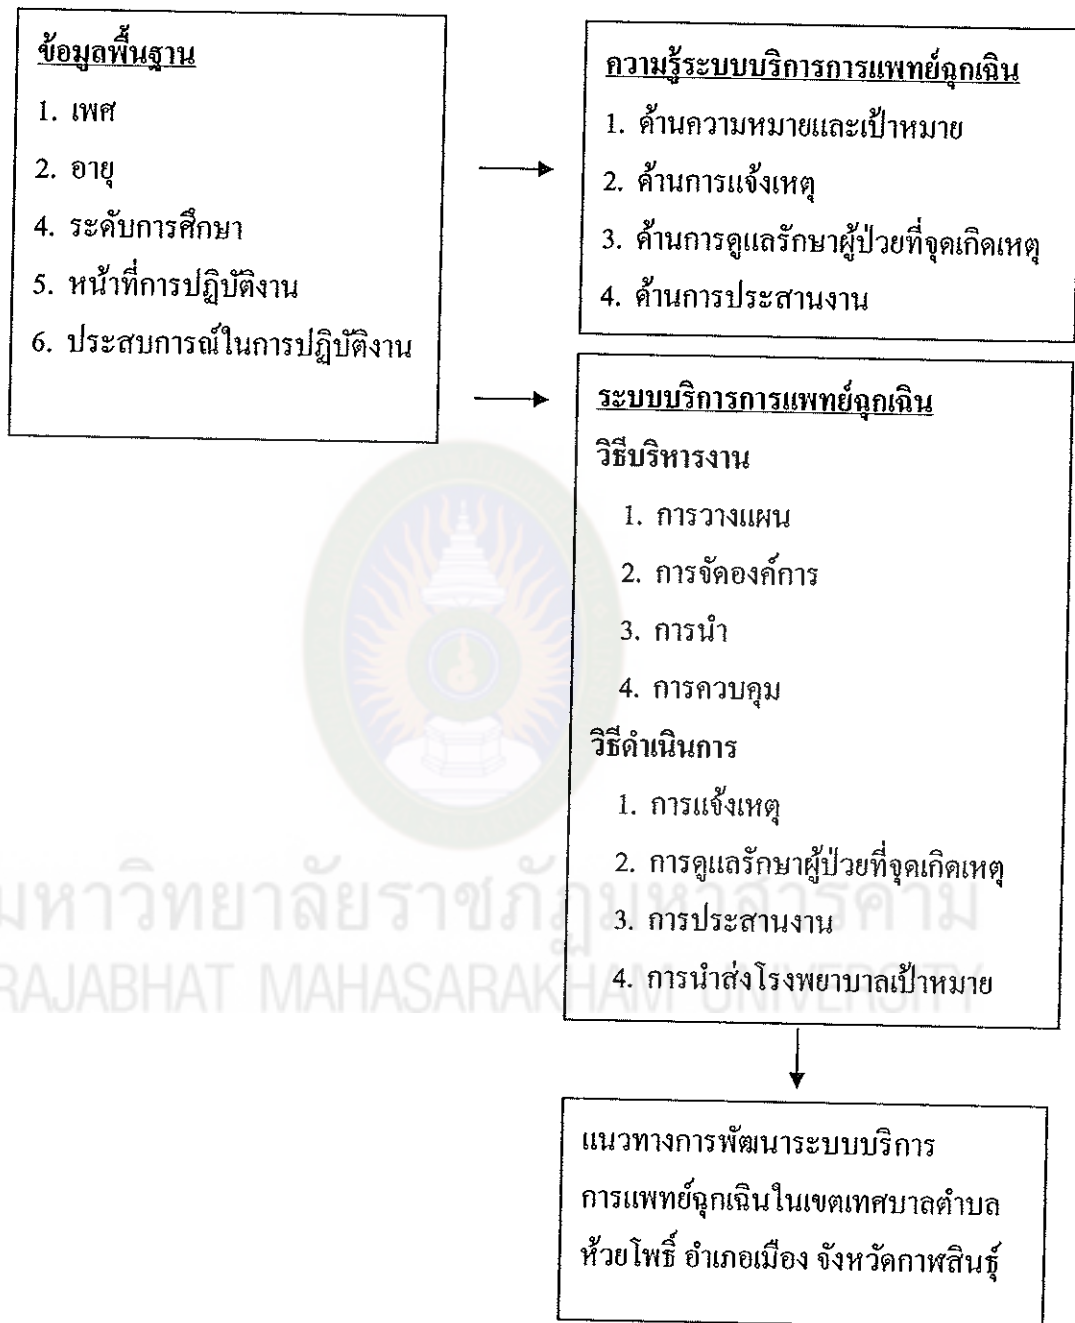 ข้อมูลพื้นฐาน
1. เพศ
2. อายุ
4. ระดับการศึกษา
5. หน้าที่การปฏิบัติงาน
6. ประสบการณ์ในการปฏิบัติงาน
ความรู้ระบบบริการการแพทย์ฉุกเฉิน
1. ด้านความหมายและเป้าหมาย
2. ด้านการแจ้งเหตุ
3. ด้านการดูแลรักษาผู้ป่วยที่จุดเกิดเหตุ
4. ด้านการประสานงาน
ระบบบริการการแพทย์ฉุกเฉิน
วิธีบริหารงาน
1. การวางแผน
2. การจัดองค์การ
3. การนำ
4. การควบคุม
วิธีดำเนินการ
1. การแจ้งเหตุ
2. การดูแลรักษาผู้ป่วยที่จุดเกิดเหตุ
3. การประสานงาน
4. การนำส่งโรงพยาบาลเป้าหมาย
แนวทางการพัฒนาระบบบริการ
การแพทย์ฉุกเฉินในเขตเทศบาลตำบล
ห้วยโพธิ์ อำเภอเมือง จังหวัดกาฬสินธุ์
มหาวิทยาลัยราชภัฏมหาสารคาม
RAJABHAT MAHASARAKHAM UNIVERSITY